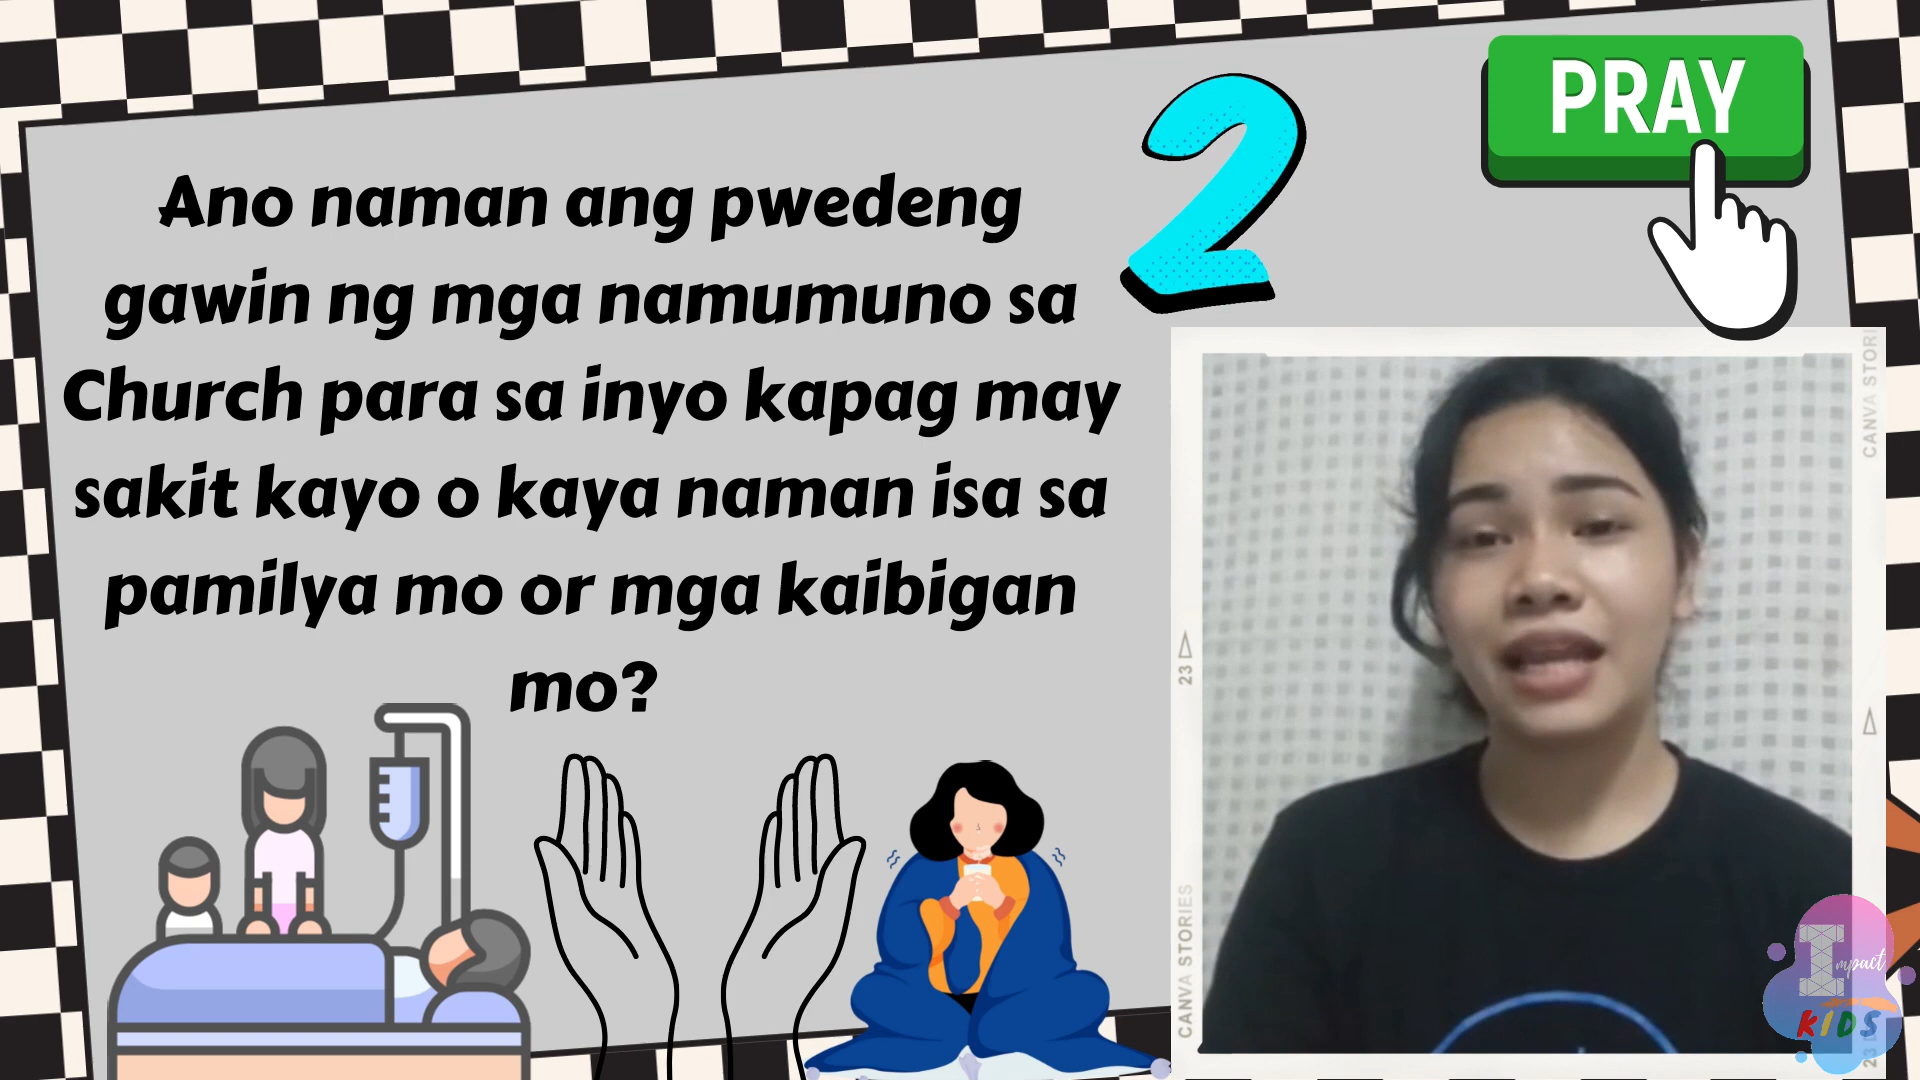 2
PRAY
Ano naman ang pwedeng
gawin ng mga namumuno sa
Church para sa inyo kapag may
sakit kayo o kaya naman isa sa
pamilya mo or mga kaibigan
mo?
CANVA STORI
23
CANVA STORIES
Impact
KIDS
23